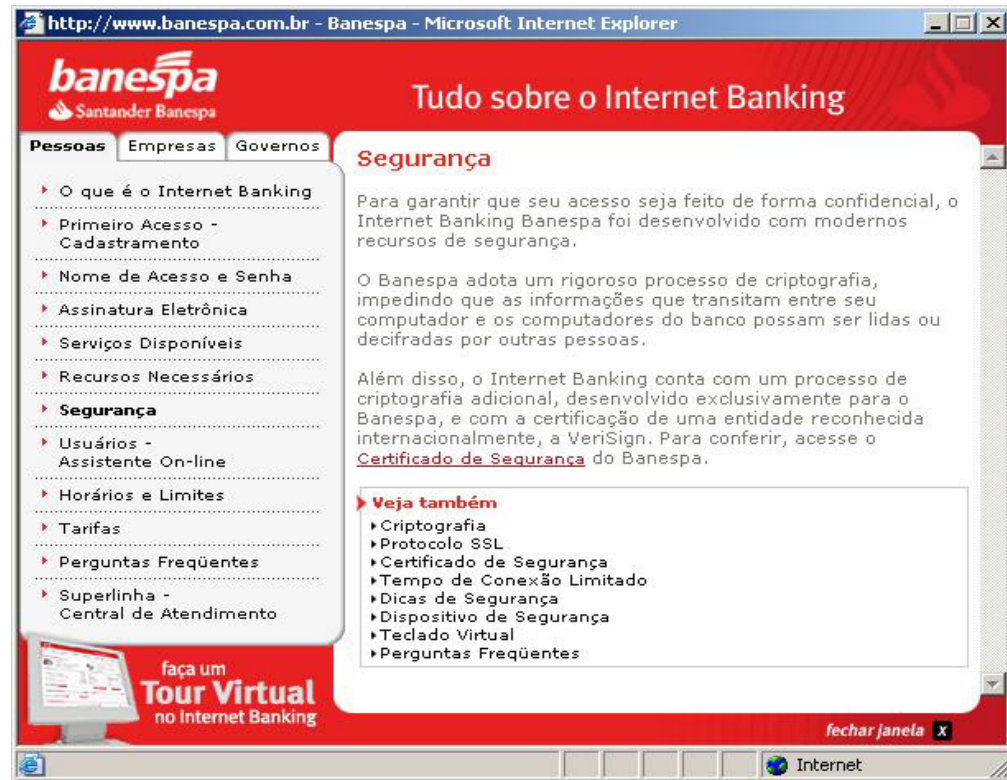 http://www.banespa.com.br - Banespa - Microsoft Internet Explorer
banespa
Santander Banespa
Tudo sobre o Internet Banking
Pessoas
Empresas
Governos
O que é o Internet Banking
Primeiro Acesso -
Cadastramento
Nome de Acesso e Senha
Assinatura Eletrônica
Serviços Disponíveis
Recursos Necessários
Segurança
Usuários -
Assistente On-line
Horários e Limites
Tarifas
Perguntas Freqüentes
Superlinha -
Central de Atendimento
faça um
Tour Virtual
no Internet Banking
Segurança
Para garantir que seu acesso seja feito de forma confidencial, o
Internet Banking Banespa foi desenvolvido com modernos
recursos de segurança.
O Banespa adota um rigoroso processo de criptografia,
impedindo que as informações que transitam entre seu
computador e os computadores do banco possam ser lidas ou
decifradas por outras pessoas.
Além disso, o Internet Banking conta com um processo de
criptografia adicional, desenvolvido exclusivamente para o
Banespa, e com a certificação de uma entidade reconhecida
internacionalmente, a VeriSign. Para conferir, acesse o
Certificado de Segurança do Banespa.
Veja também
Criptografia
Protocolo SSL
Certificado de Segurança
Tempo de Conexão Limitado
Dicas de Segurança
Dispositivo de Segurança
Teclado Virtual
Perguntas Freqüentes
fechar janela x
Internet